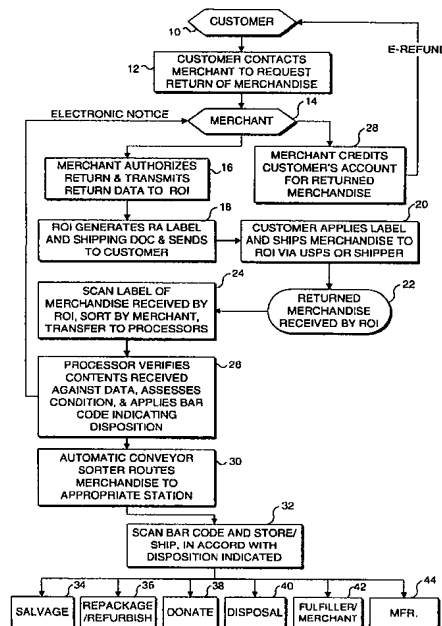 CUSTOMER
10
E-REFUND
12
CUSTOMER CONTACTS
MERCHANT TO REQUEST
RETURN OF MERCHANDISE
ELECTRONIC NOTICE
14
MERCHANT
28
MERCHANT CREDITS
CUSTOMER'S ACCOUNT
FOR RETURNED
MERCHANDISE
16
MERCHANT AUTHORIZES
RETURN & TRANSMITS
RETURN DATA TO ROI
18
ROI GENERATES RA LABEL
AND SHIPPING DOC & SENDS
TO CUSTOMER
20
CUSTOMER APPLIES LABEL
AND SHIPS MERCHANDISE TO
ROI VIA USPS OR SHIPPER
24
SCAN LABEL OF
MERCHANDISE RECEIVED BY
ROI, SORT BY MERCHANT,
TRANSFER TO PROCESSORS
22
RETURNED
MERCHANDISE
RECEIVED BY ROI
26
PROCESSOR VERIFIES
CONTENTS RECEIVED
AGAINST DATA, ASSESSES
CONDITION, & APPLIES BAR
CODE INDICATING
DISPOSITION
30
AUTOMATIC CONVEYOR
SORTER ROUTES
MERCHANDISE TO
APPROPRIATE STATION
32
SCAN BAR CODE AND STORE/
SHIP, IN ACCORD WITH
DISPOSITION INDICATED
34
SALVAGE
36
REPACKAGE
/REFURBISH
38
DONATE
40
DISPOSAL
42
FULFILLER/
MERCHANT
44
MFR.